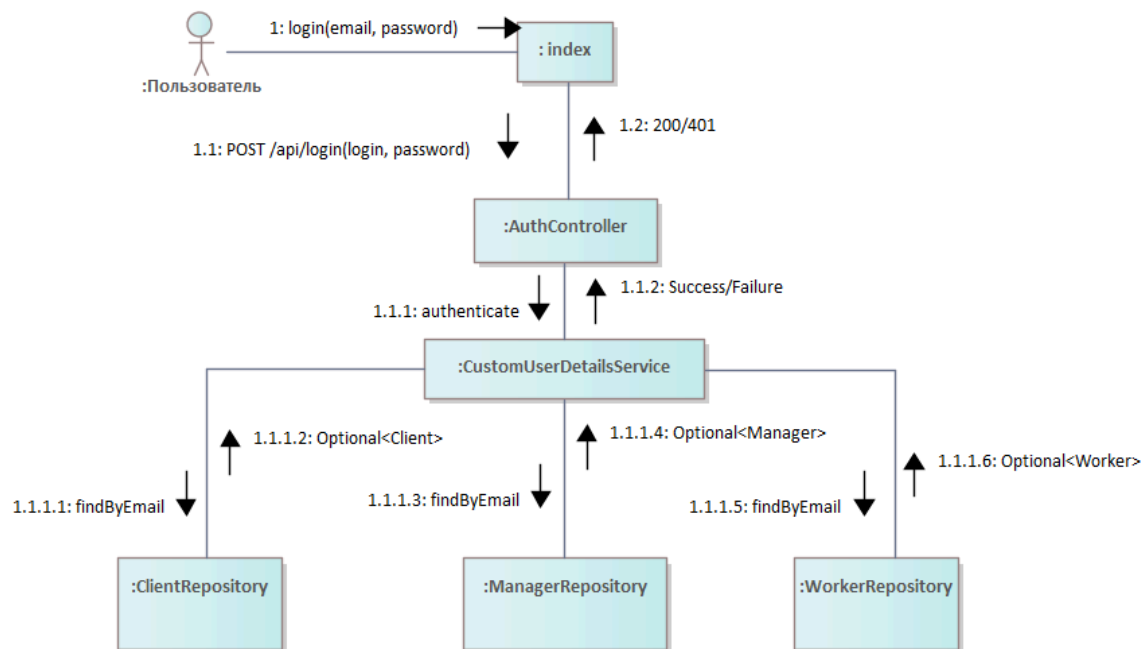 1: login(email, password)
: index
:Пользователь
1.2: 200/401
1.1: POST /api/login(login, password)
:AuthController
1.1.2: Success/Failure
1.1.1: authenticate
:CustomUserDetailsService
1.1.1.2: Optional<Client>
1.1.1.4: Optional<Manager>
1.1.1.6: Optional<Worker>
1.1.1.1: findByEmail
1.1.1.3: findByEmail
1.1.1.5: findByEmail
:ClientRepository
:ManagerRepository
:WorkerRepository